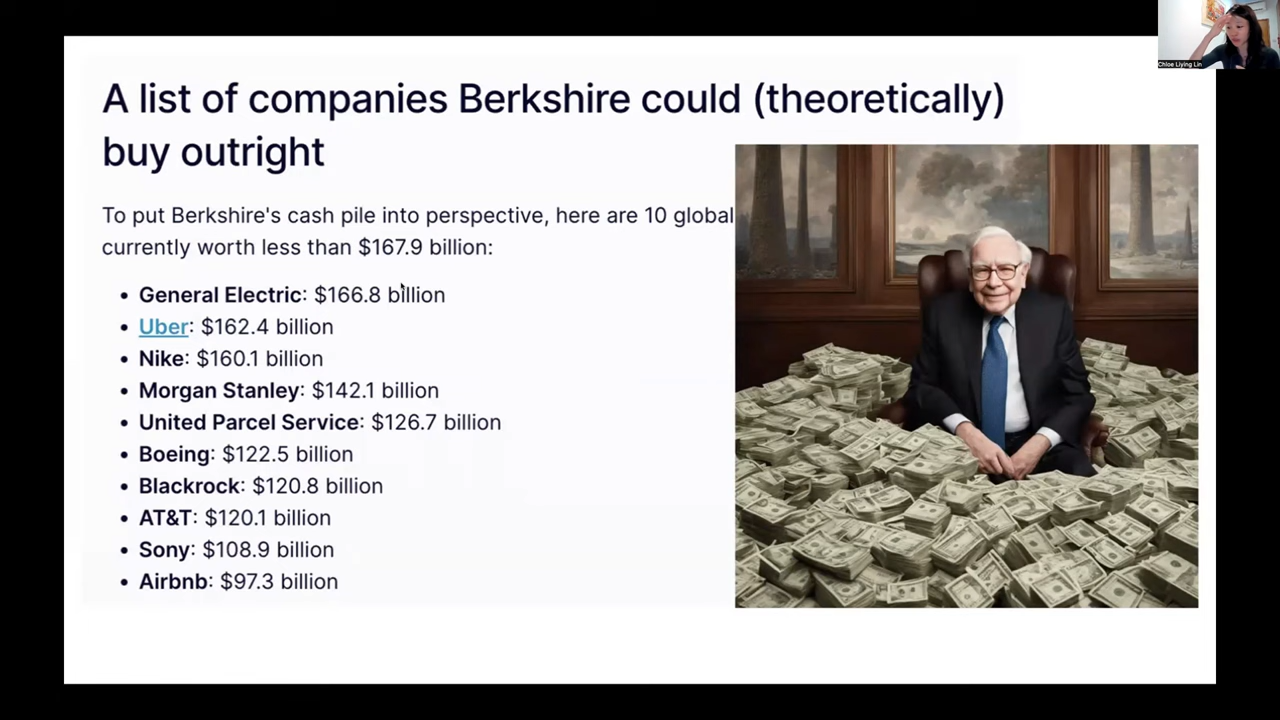 A list of companies Berkshire could (theoretically)
buy outright
To put Berkshire's cash pile into perspective, here are 10 global
currently worth less than $167.9 billion:
• General Electric: $166.8 billion
• Uber: $162.4 billion
• Nike: $160.1 billion
• Morgan Stanley: $142.1 billion
• United Parcel Service: $126.7 billion
• Boeing: $122.5 billion
• Blackrock: $120.8 billion
• AT&T: $120.1 billion
• Sony: $108.9 billion
• Airbnb: $97.3 billion
Chloe Liying Lin